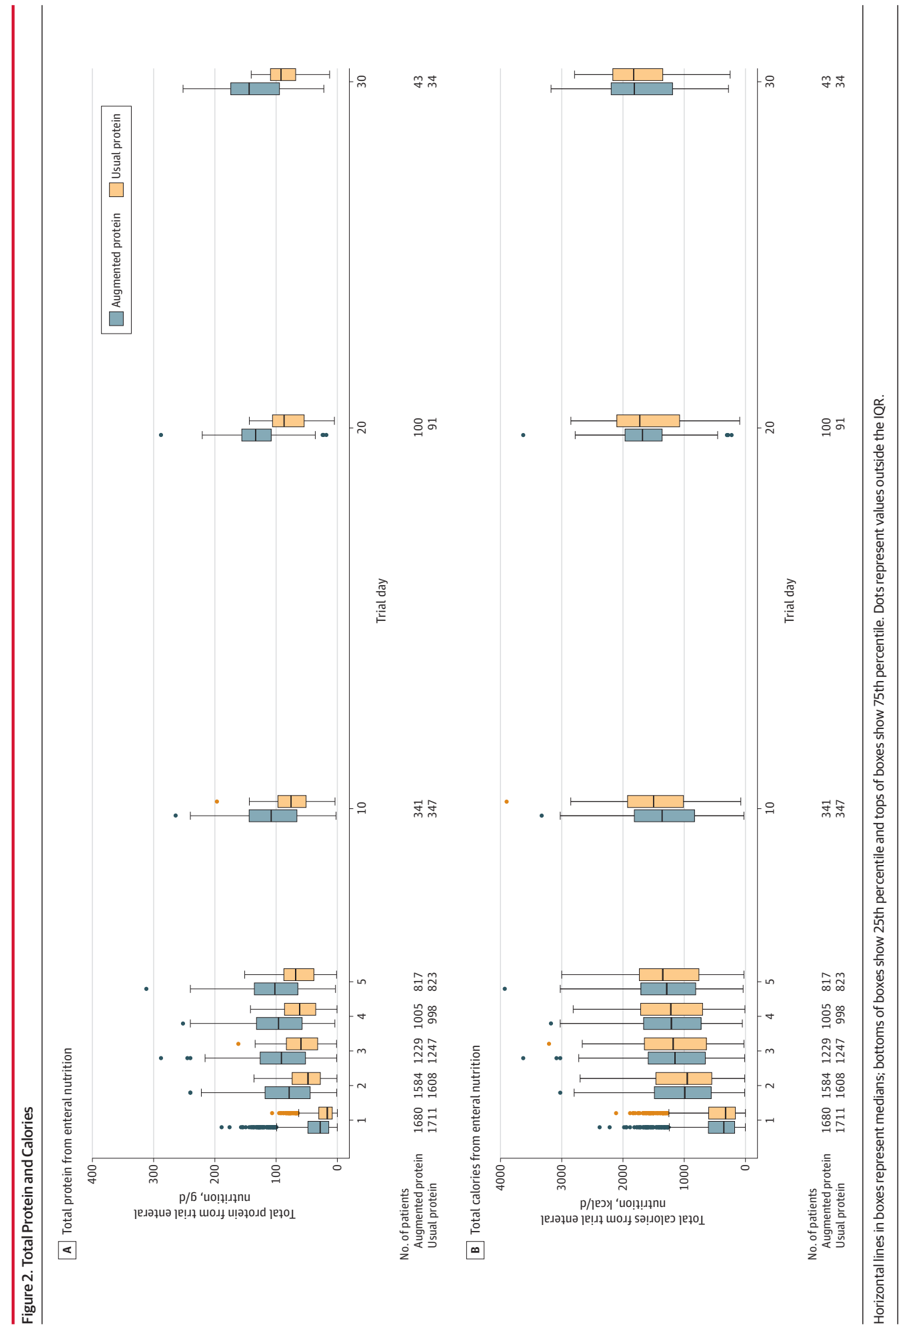 Figure 2. Total Protein and Calories
A Total protein from enteral nutrition
Augmented protein
Usual protein
Total protein from trial enteral
nutrition, g/d
400
300
200
100
0
1 2 3 4 5 10 20 30
Trial day
No. of patients
Augmented protein 1680 1584 1229 1005 817 341 100 43
Usual protein 1711 1608 1247 998 823 347 91 34
B Total calories from enteral nutrition
Total calories from trial enteral
nutrition, kcal/d
4000
3000
2000
1000
0
1 2 3 4 5 10 20 30
Trial day
No. of patients
Augmented protein 1680 1584 1229 1005 817 341 100 43
Usual protein 1711 1608 1247 998 823 347 91 34
Horizontal lines in boxes represent medians; bottoms of boxes show 25th percentile and tops of boxes show 75th percentile. Dots represent values outside the IQR.